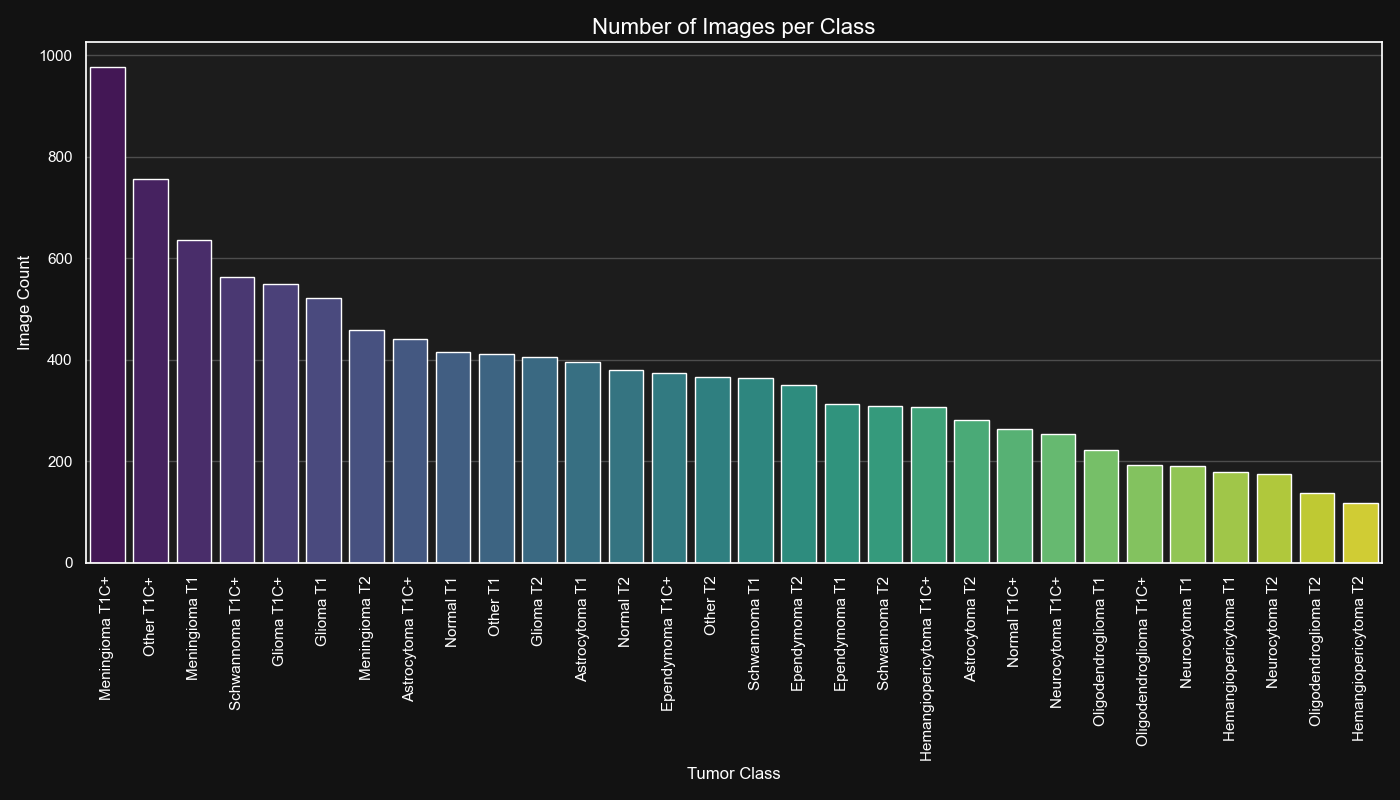 Number of Images per Class
1000
800
600
400
200
0
Image Count
Meningioma T1C+
Other T1C+
Meningioma T1
Schwannoma T1C+
Glioma T1C+
Glioma T1
Meningioma T2
Astrocytoma T1C+
Normal T1
Other T1
Glioma T2
Astrocytoma T1
Normal T2
Ependymoma T1C+
Other T2
Schwannoma T1
Ependymoma T2
Ependymoma T1
Schwannoma T2
Hemangiopericytoma T1C+
Astrocytoma T2
Normal T1C+
Neurocytoma T1C+
Oligodendroglioma T1
Oligodendroglioma T1C+
Neurocytoma T1
Hemangiopericytoma T1
Neurocytoma T2
Oligodendroglioma T2
Hemangiopericytoma T2
Tumor Class